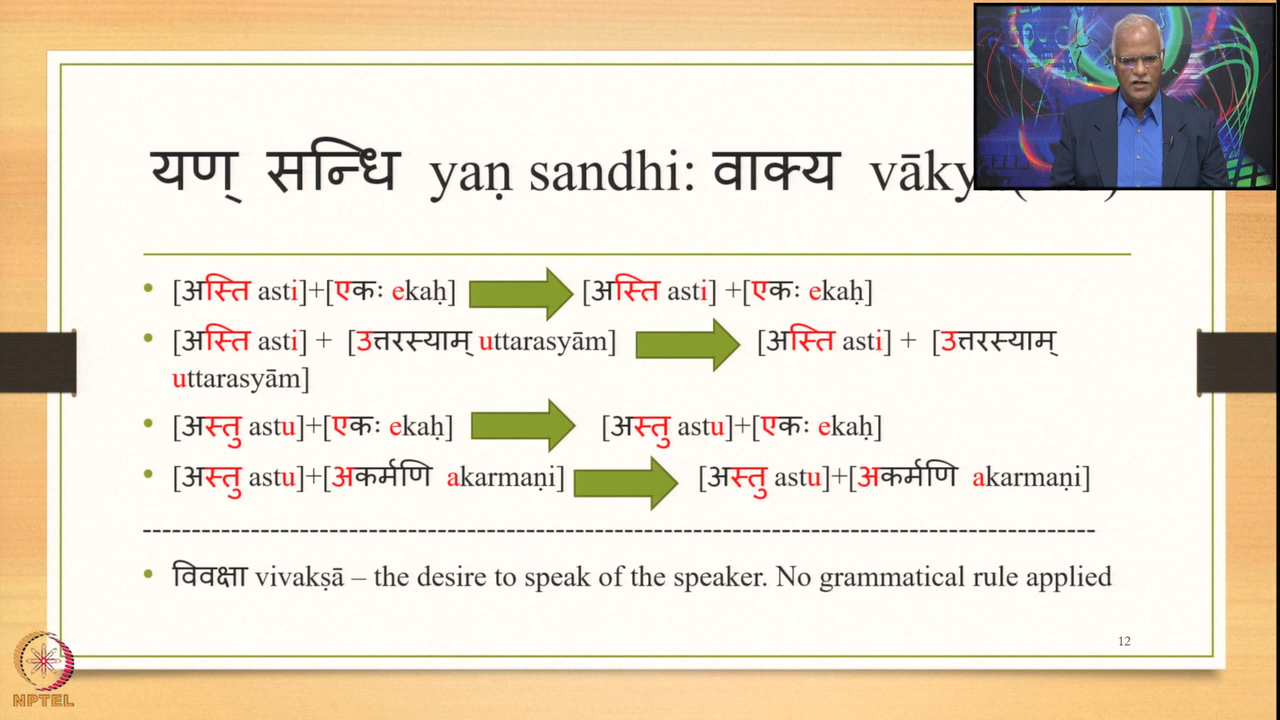 यण् सन्धि yaṇ sandhi: वाक्य
• [अस्ति asti]+[एकः ekaḥ] [अस्ति asti] +[एकः ekaḥ]
• [अस्ति asti] + [उत्तरस्याम् uttarasyām] [अस्ति asti] + [उत्तरस्याम्
uttarasyām]
• [अस्तु astu]+[एकः ekaḥ] [अस्तु astu]+[एकः ekaḥ]
• [अस्तु astu]+[अकर्मणि akarmaṇi] [अस्तु astu]+[अकर्मणि akarmaṇi]
• विवक्षा vivakṣā – the desire to speak of the speaker. No grammatical rule applied
12
NPTEL